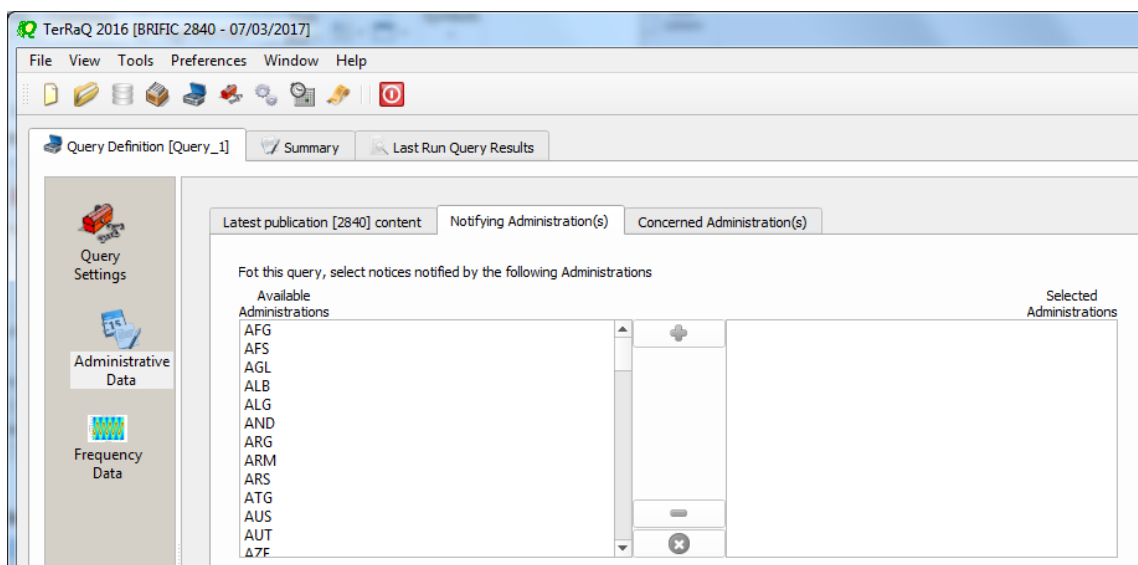 TerRaQ 2016 [BRIFIC 2840 - 07/03/2017]
File View Tools Preferences Window Help
Query Definition [Query_1] Summary Last Run Query Results
Latest publication [2840] content Notifying Administration(s) Concerned Administration(s)
Query
Settings
Administrative
Data
Frequency
Data
Fot this query, select notices notified by the following Administrations
Available
Administrations
Selected
Administrations
AFG
AFS
AGL
ALB
ALG
AND
ARG
ARM
ARS
ATG
AUS
AUT
AZE